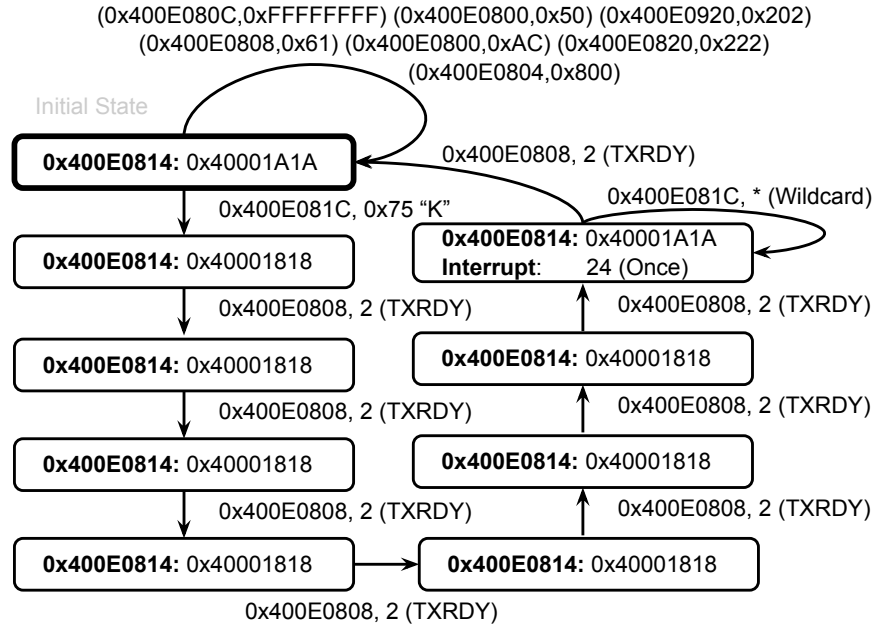 (0x400E080C,0xFFFFFFFF) (0x400E0800,0x50) (0x400E0920,0x202)
(0x400E0808,0x61) (0x400E0800,0xAC) (0x400E0820,0x222)
(0x400E0804,0x800)
Initial State
0x400E0814: 0x40001A1A
0x400E0808, 2 (TXRDY)
0x400E081C, * (Wildcard)
0x400E081C, 0x75 “K”
0x400E0814: 0x40001A1A
Interrupt: 24 (Once)
0x400E0814: 0x40001818
0x400E0808, 2 (TXRDY)
0x400E0808, 2 (TXRDY)
0x400E0814: 0x40001818
0x400E0814: 0x40001818
0x400E0808, 2 (TXRDY)
0x400E0808, 2 (TXRDY)
0x400E0814: 0x40001818
0x400E0814: 0x40001818
0x400E0808, 2 (TXRDY)
0x400E0808, 2 (TXRDY)
0x400E0814: 0x40001818
0x400E0814: 0x40001818
0x400E0808, 2 (TXRDY)